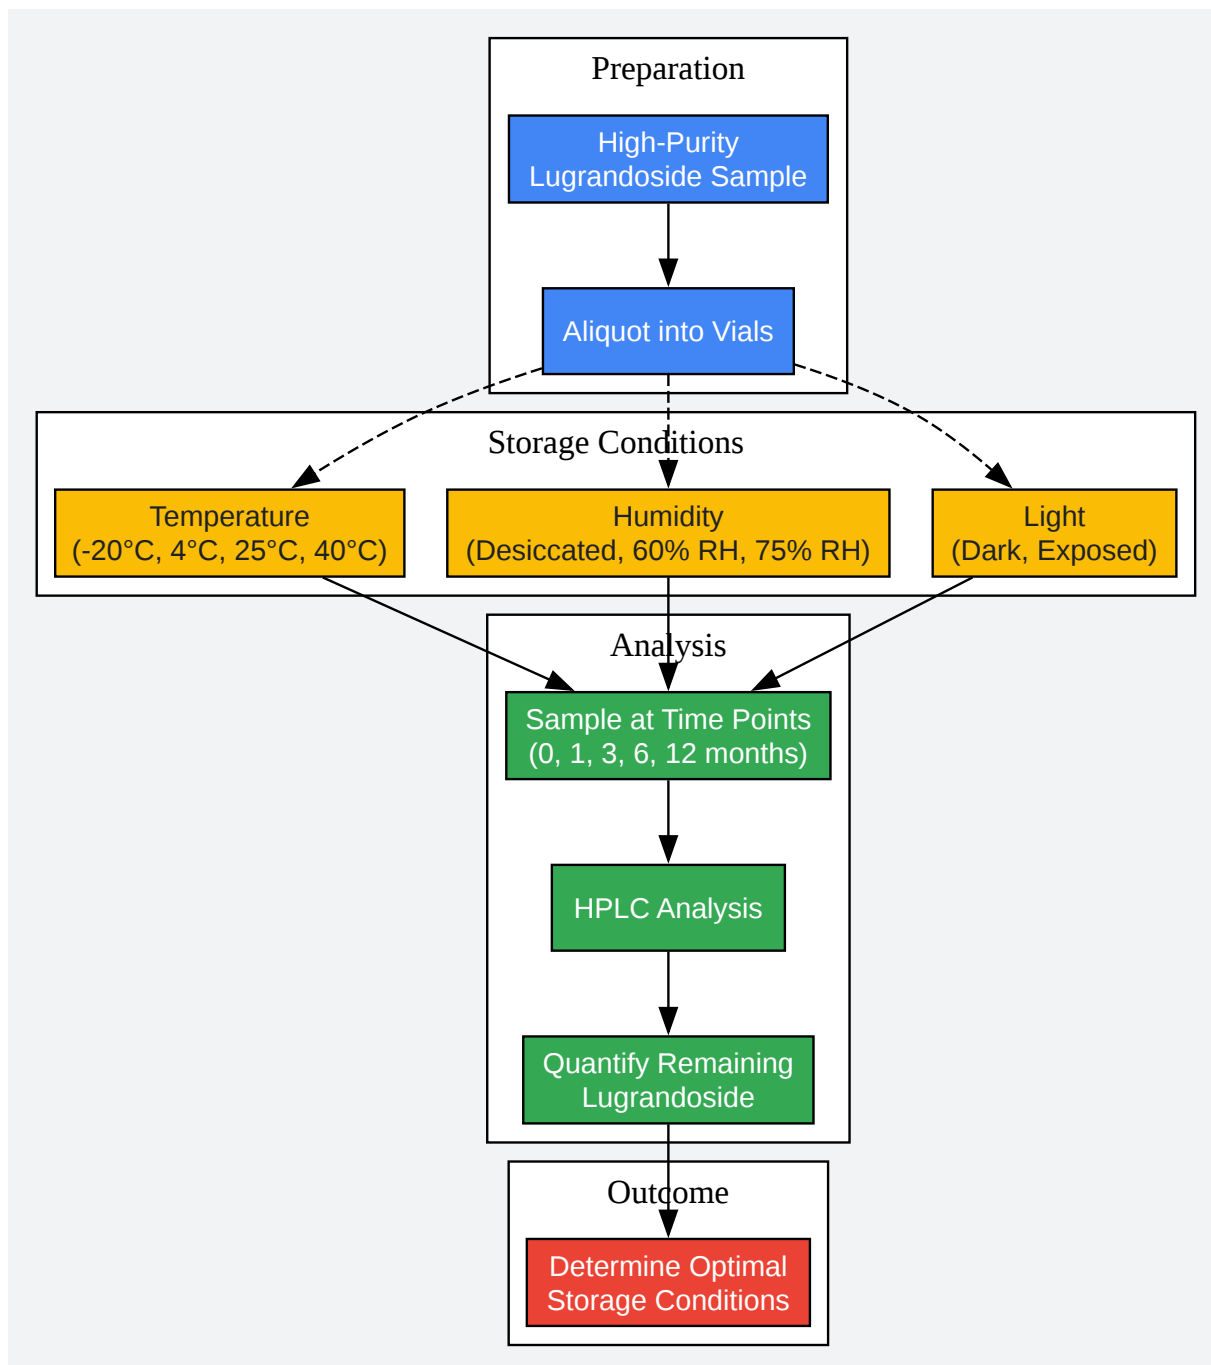 Preparation
High-Purity
Lugrandoside Sample
Aliquot into Vials
Storage Conditions
Temperature
(-20°C, 4°C, 25°C, 40°C)
Humidity
(Desiccated, 60% RH, 75% RH)
Light
(Dark, Exposed)
Analysis
Sample at Time Points
(0, 1, 3, 6, 12 months)
HPLC Analysis
Quantify Remaining
Lugrandoside
Outcome
Determine Optimal
Storage Conditions